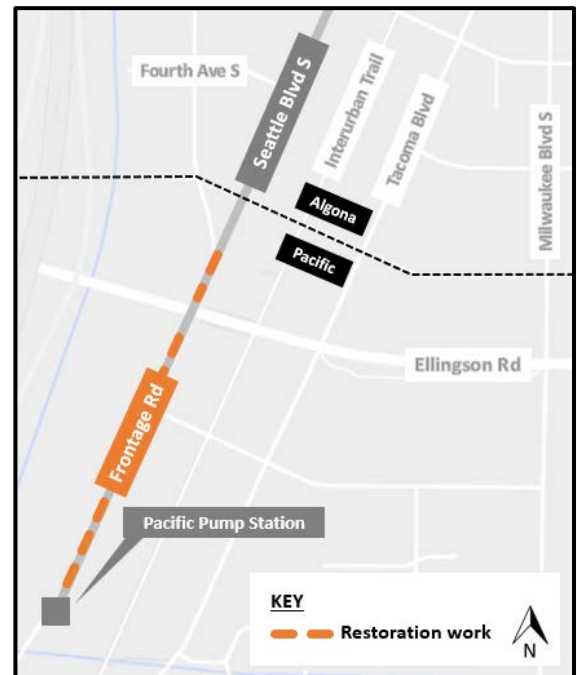 Fourth Ave S
Seattle Blvd S
Interurban Trail
Tacoma Blvd
Milwaukee Blvd S
Algona
Pacific
Ellingson Rd
Frontage Rd
Pacific Pump Station
KEY
Restoration work
N